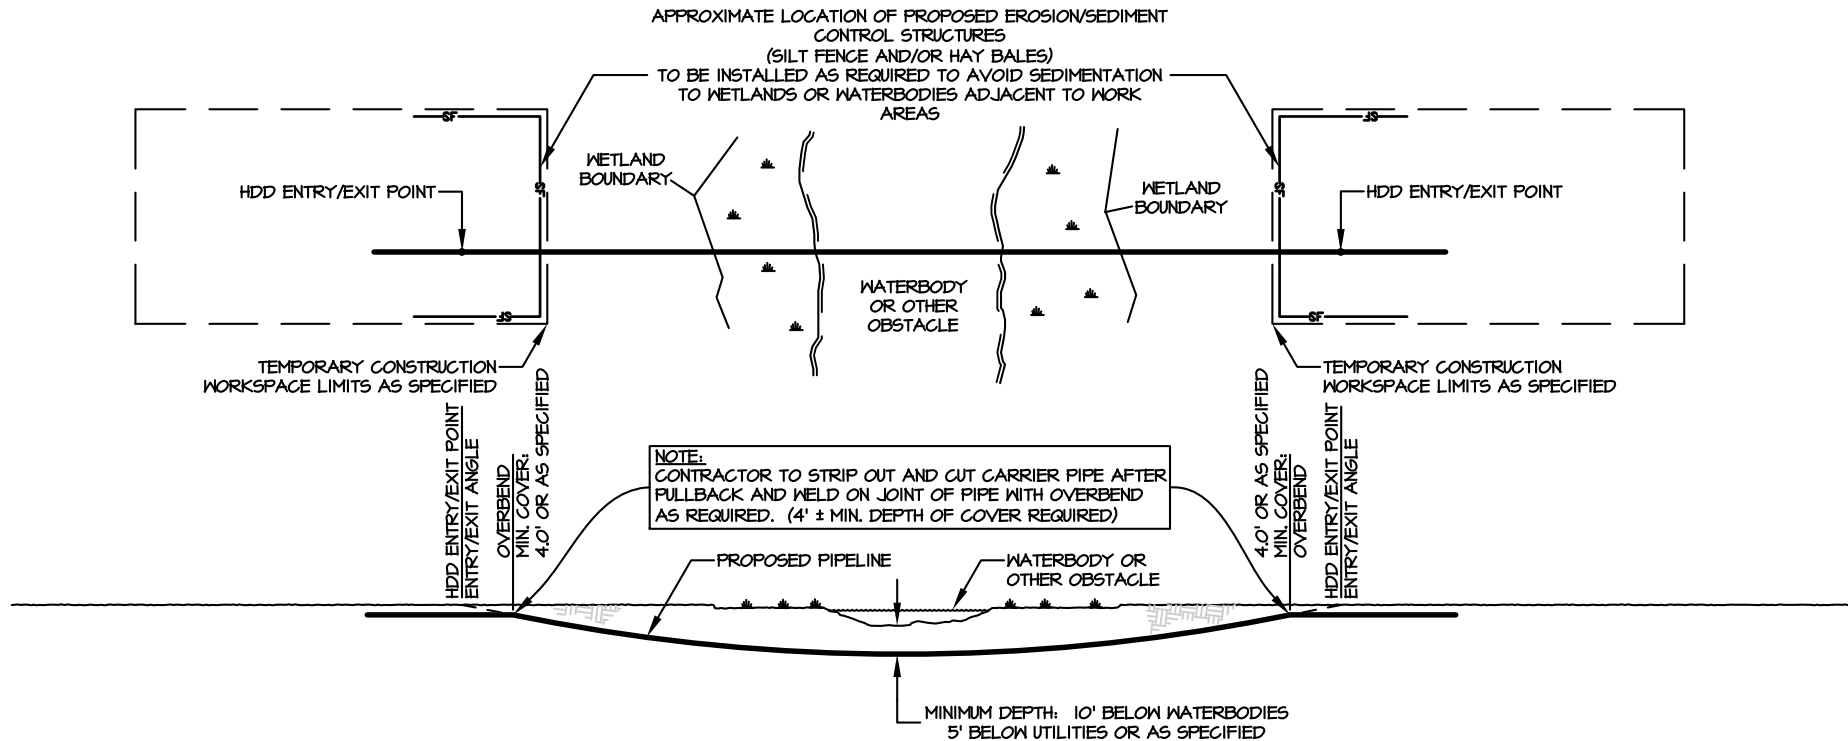 APPROXIMATE LOCATION OF PROPOSED EROSION/SEDIMENT
CONTROL STRUCTURES
(SILT FENCE AND/OR HAY BALES)
TO BE INSTALLED AS REQUIRED TO AVOID SEDIMENTATION
TO WETLANDS OR WATERBODIES ADJACENT TO WORK
AREAS
SF
SF
WETLAND
BOUNDARY
WETLAND
BOUNDARY
SF
SF
HDD ENTRY/EXIT POINT
HDD ENTRY/EXIT POINT
WATERBODY
OR OTHER
OBSTACLE
SF
SF
TEMPORARY CONSTRUCTION
WORKSPACE LIMITS AS SPECIFIED
TEMPORARY CONSTRUCTION
WORKSPACE LIMITS AS SPECIFIED
HDD ENTRY/EXIT POINT
ENTRY/EXIT ANGLE
OVERBEND
MIN. COVER:
4.0' OR AS SPECIFIED
NOTE:
CONTRACTOR TO STRIP OUT AND CUT CARRIER PIPE AFTER
PULLBACK AND WELD ON JOINT OF PIPE WITH OVERBEND
AS REQUIRED. (4' ± MIN. DEPTH OF COVER REQUIRED)
4.0' OR AS SPECIFIED
MIN. COVER:
OVERBEND
HDD ENTRY/EXIT POINT
ENTRY/EXIT ANGLE
PROPOSED PIPELINE
WATERBODY OR
OTHER OBSTACLE
MINIMUM DEPTH: 10' BELOW WATERBODIES
5' BELOW UTILITIES OR AS SPECIFIED